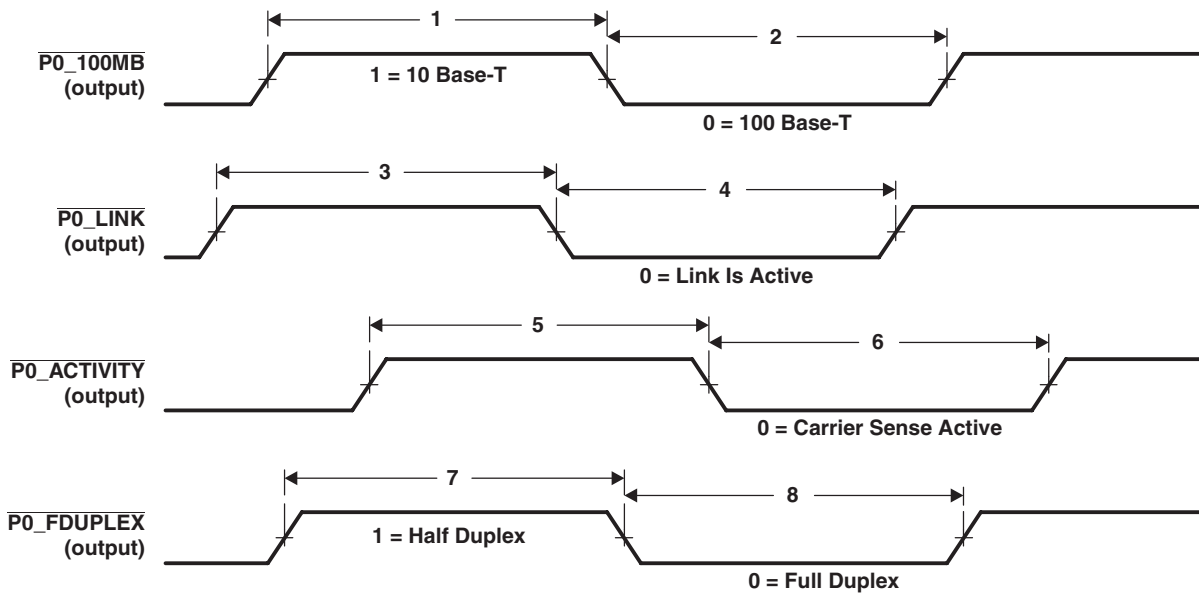 1
2
P0_100MB
(output)
1 = 10 Base-T
0 = 100 Base-T
3
4
P0_LINK
(output)
0 = Link Is Active
5
6
P0_ACTIVITY
(output)
0 = Carrier Sense Active
7
8
P0_FDUPLEX
(output)
1 = Half Duplex
0 = Full Duplex